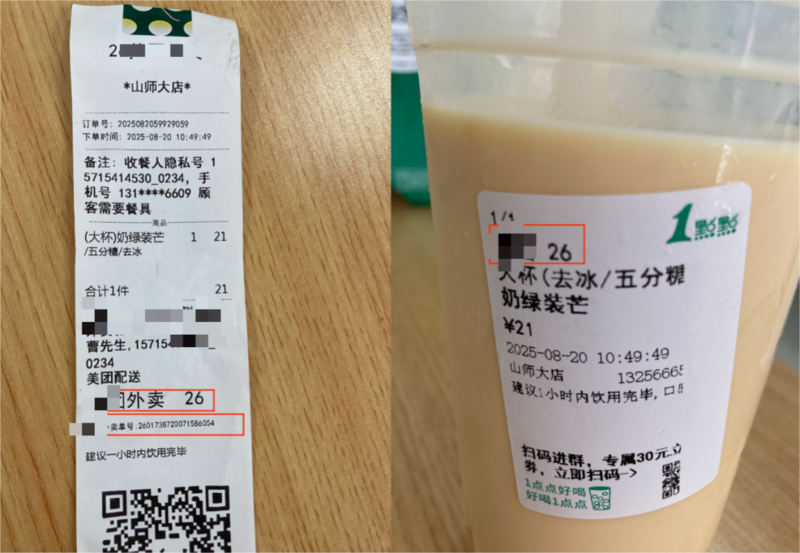 *山师大店*
订单号：2025082059929059
下单时间：2025-08-20 10:49:49
备注：收餐人隐私号 1
5715414530_0234，手
机号 131****6609 顾
客需要餐具
商品
(大杯)奶绿装芒 1 21
/五分糖/去冰
合计1件 21
曹先生,15715
0234
美团配送
团外卖 26
卖单号:2601738720071586054
建议一小时内饮用完毕
1點點
1/1
26
大杯(去冰/五分糖
奶绿装芒
¥21
2025-08-20 10:49:49
山师大店 13256665
建议1小时内饮用完毕,口
扫码进群，专属30元立
券，立即扫码->
1点点好喝
好喝1点点